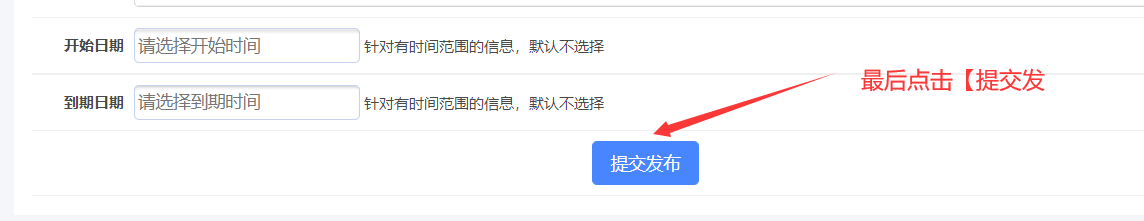 开始日期 请选择开始时间 针对有时间范围的信息，默认不选择
最后点击【提交发
到期日期 请选择到期时间 针对有时间范围的信息，默认不选择
提交发布